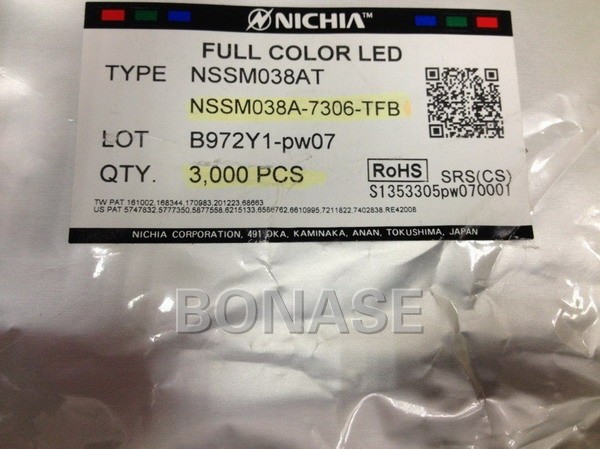 NICHIA
FULL COLOR LED
TYPE NSSM038AT
NSSM038A-7306-TFB
LOT B972Y1-pw07
QTY. 3,000 PCS
RoHS SRS(CS)
S1353305pw070001
TW PAT 161002,168344,170983,201223,68663
US PAT 5747832,5777350,5877558,6215133,6586762,6610995,7211822,7402838,RE42008
NICHIA CORPORATION, 491 OKA, KAMINAKA, ANAN, TOKUSHIMA, JAPAN
BONASE